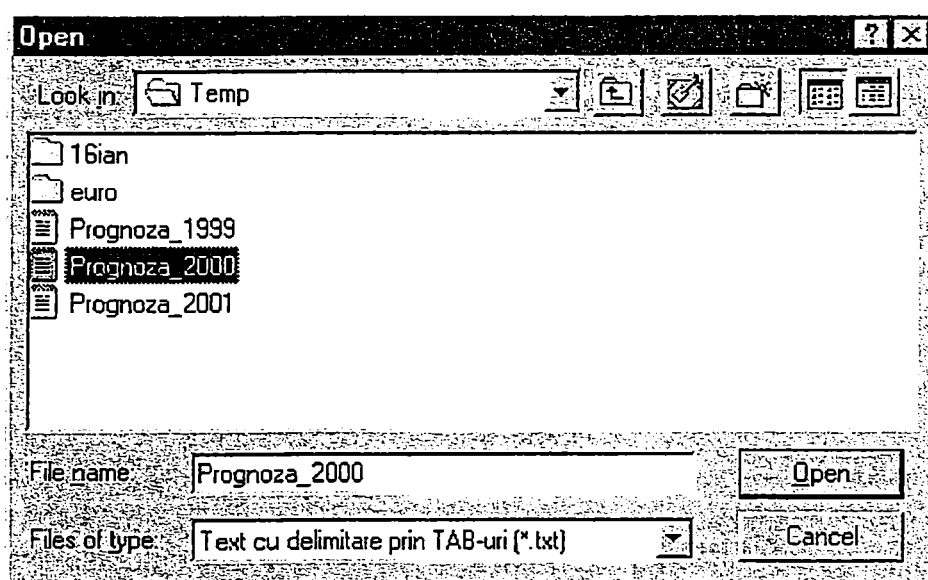 Open
Look in: Temp
16ian
euro
Prognoza_1999
Prognoza_2000
Prognoza_2001
File name: Prognoza_2000 Open
Files of type: Text cu delimitare prin TAB-uri (*.txt) Cancel